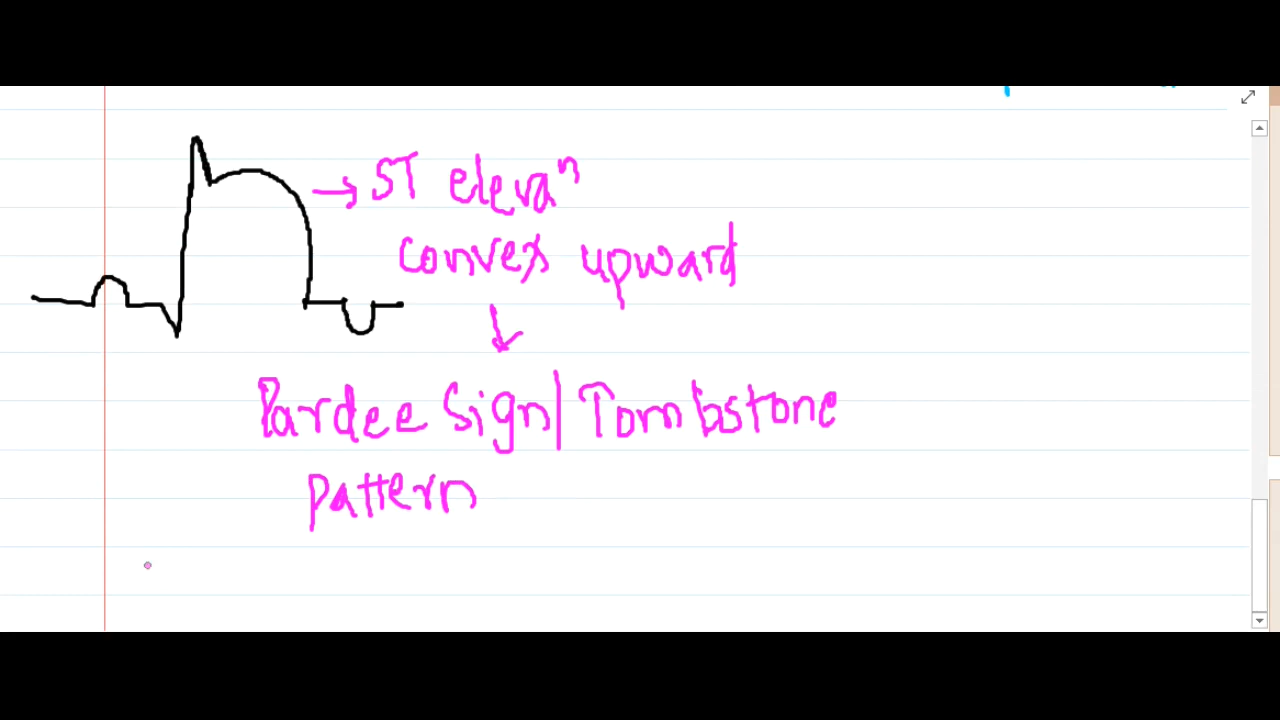 → ST elevaⁿ
convex upward
↓
Pardee Sign/ Tombstone
pattern